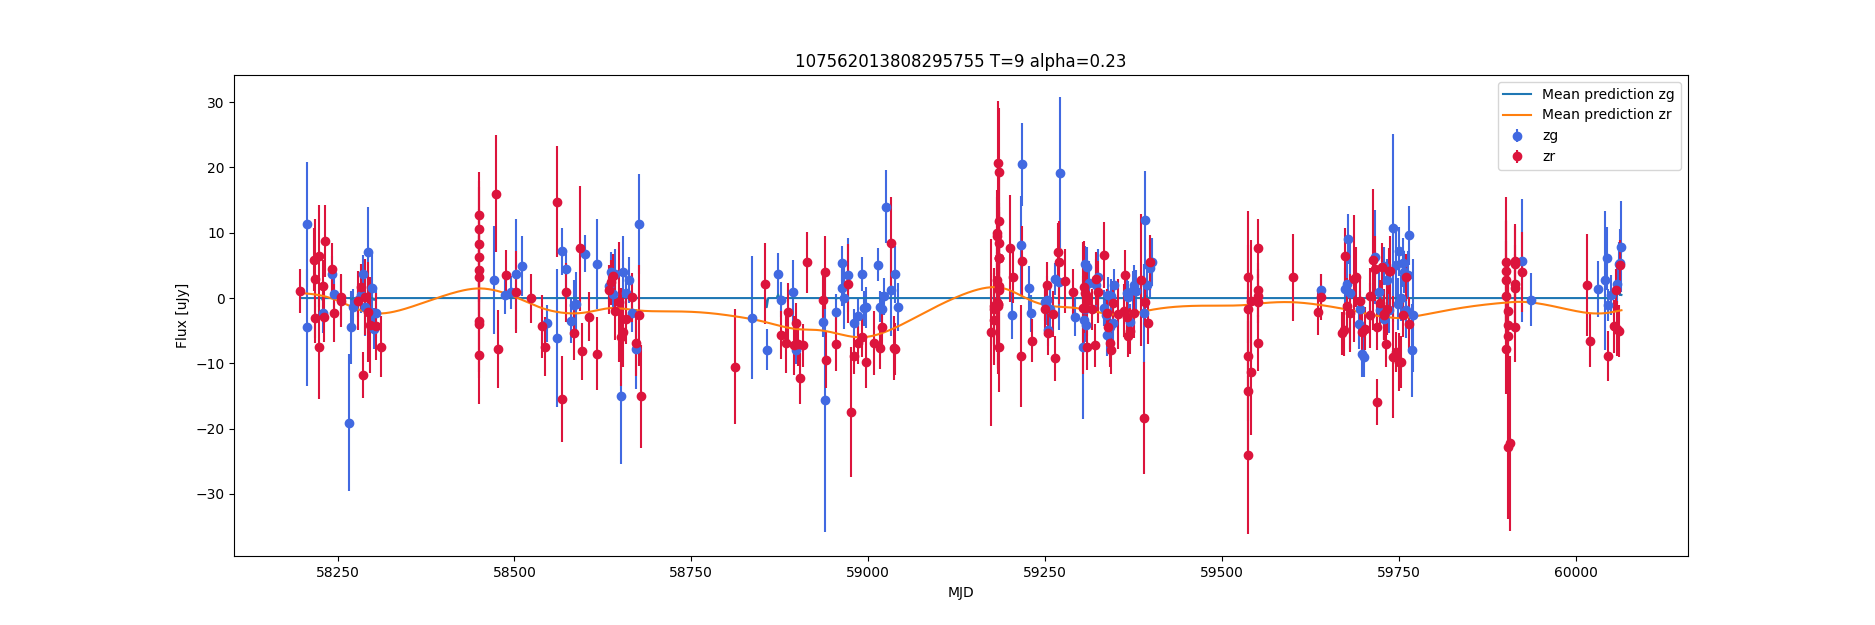 107562013808295755 T=9 alpha=0.23
Mean prediction zg
Mean prediction zr
zg
zr
Flux [uJy]
30
20
10
0
−10
−20
−30
58250
58500
58750
59000
59250
59500
59750
60000
MJD